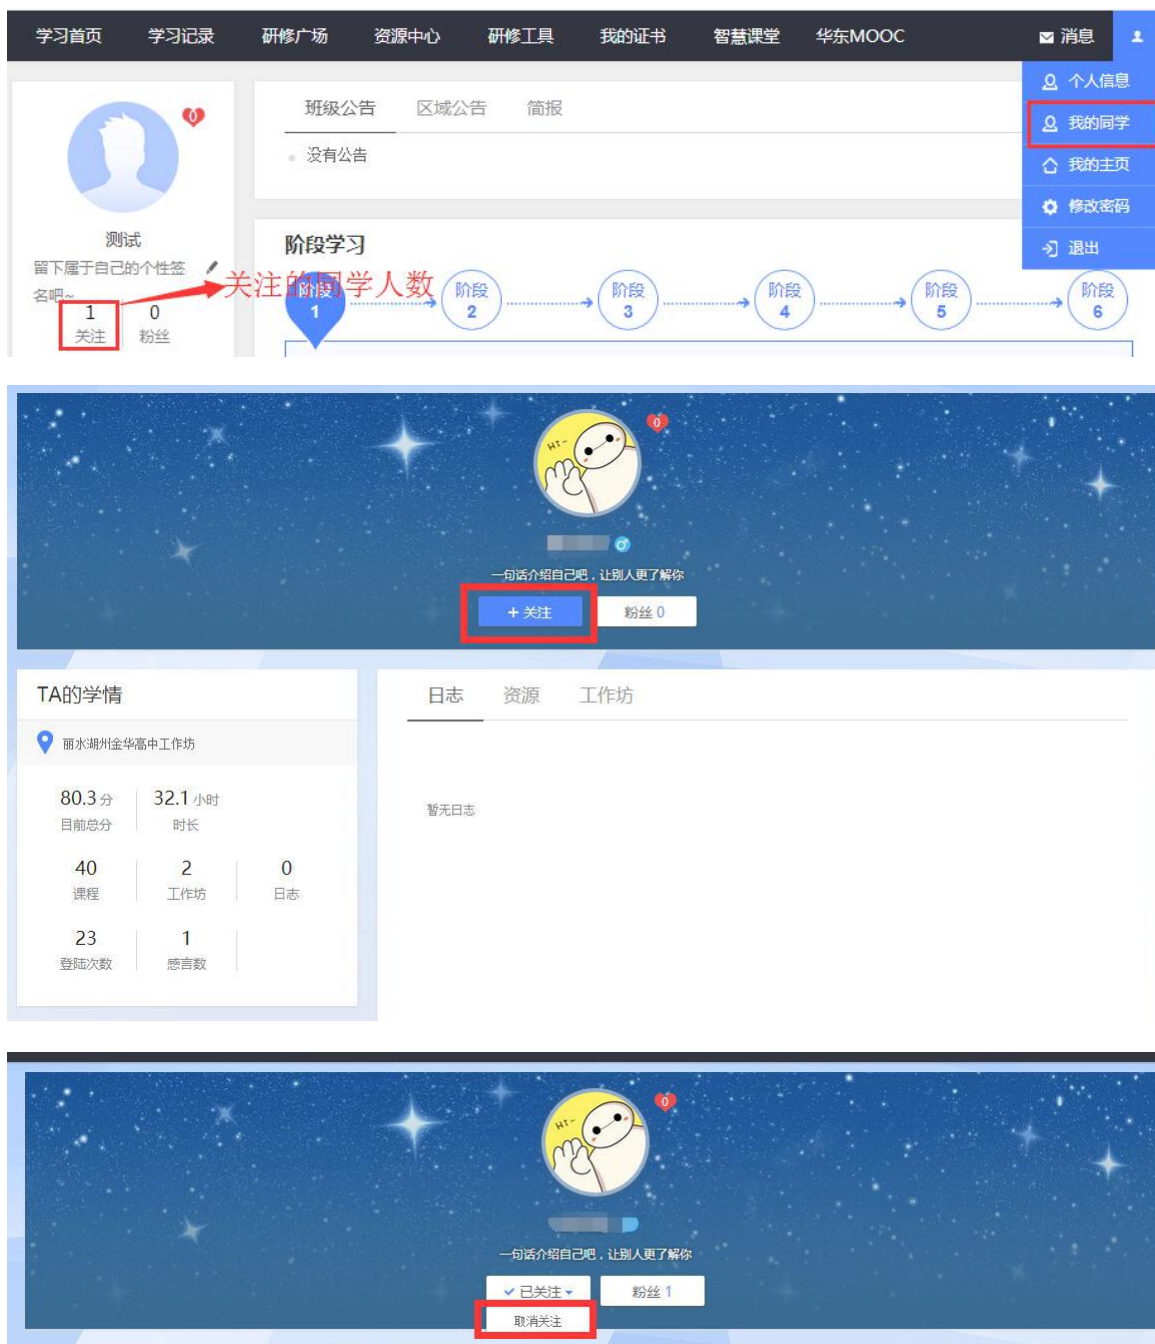 学习首页 学习记录 研修广场 资源中心 研修工具 我的证书 智慧课堂 华东MOOC 消息
个人信息
我的同学
我的主页
修改密码
退出
0
班级公告 区域公告 简报
没有公告
测试
留下属于自己的个性签
名吧~
1 0
关注 粉丝
关注的同学人数
阶段学习
阶段 1
阶段 2
阶段 3
阶段 4
阶段 5
阶段 6
HI~
0
一句话介绍自己吧，让别人更了解你
+ 关注 粉丝 0
TA的学情
丽水湖州金华高中工作坊
80.3 分 32.1 小时
目前总分 时长
40 2 0
课程 工作坊 日志
23 1
登陆次数 感言数
日志 资源 工作坊
暂无日志
HI~
0
一句话介绍自己吧，让别人更了解你
已关注 粉丝 1
取消关注